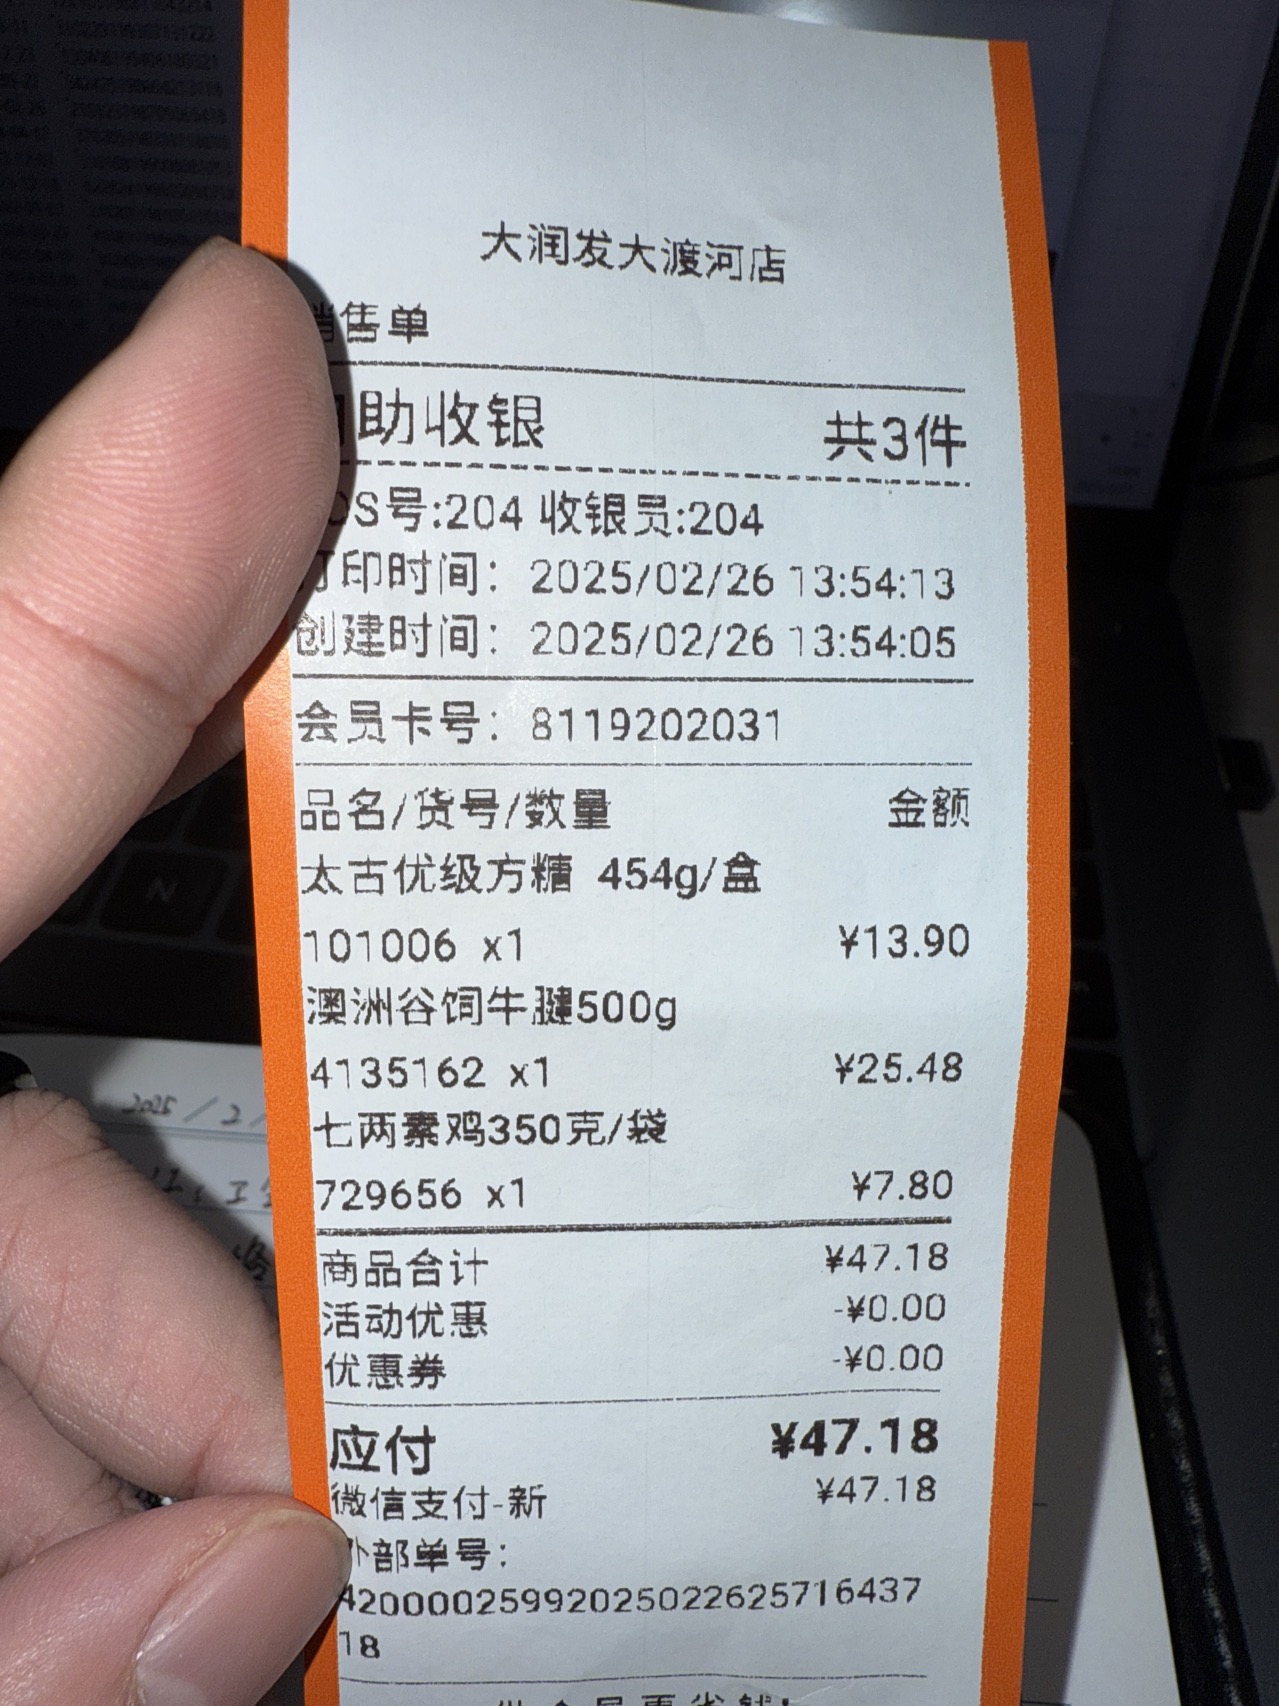 大润发大渡河店
售单
助收银 共3件
OS号:204 收银员:204
打印时间：2025/02/26 13:54:13
创建时间：2025/02/26 13:54:05
会员卡号：8119202031
品名/货号/数量 金额
太古优级方糖 454g/盒
101006 x1 ¥13.90
澳洲谷饲牛腱500g
4135162 x1 ¥25.48
七两素鸡350克/袋
729656 x1 ¥7.80
商品合计 ¥47.18
活动优惠 -¥0.00
优惠券 -¥0.00
应付 ¥47.18
微信支付-新 ¥47.18
外部单号：
42000025992025022625716437
18
2025 / 2 /